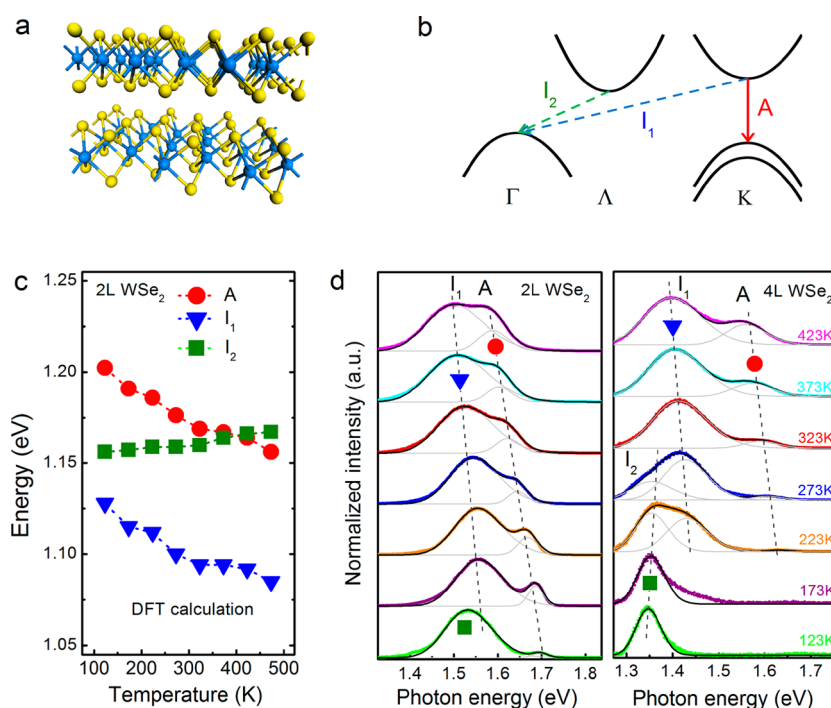 a
b
I₂
I₁
A
Γ
Λ
K
c
2L WSe₂
A
I₁
I₂
1.25
1.20
1.15
1.10
1.05
Energy (eV)
DFT calculation
100 200 300 400 500
Temperature (K)
d
Normalized intensity (a.u.)
I₁ A 2L WSe₂
1.4 1.5 1.6 1.7 1.8
Photon energy (eV)
I₁ A 4L WSe₂
423K
373K
323K
I₂
273K
223K
173K
123K
1.3 1.4 1.5 1.6 1.7
Photon energy (eV)